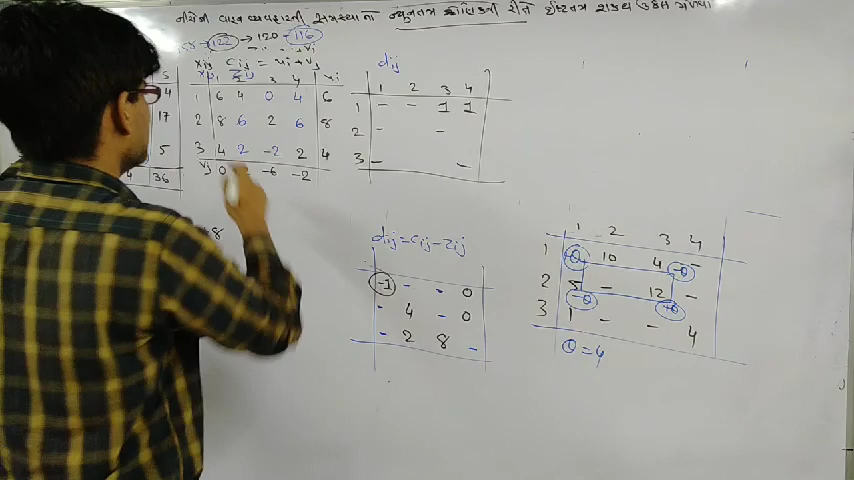 નીચેની વાહન વ્યવહારની સમસ્યાનો ન્યૂનતમ રીતે ઈષ્ટતમ શક્ય ઉકેલ
122 → 120 → 116
xij Cij = ui + vj
S
4
17
5
36
xij 1 3 4 ui
1 6 4 0 4 6
2 8 6 2 6 8
3 4 2 -2 2 4
vj 0 -6 -2
dij
1 2 3 4
1 - - 1 1
2 - -
3 - -
8
dij = cij - zij
-1 - - 0
- 4 - 0
- 2 8 -
1 2 3 4
1 +θ 10 4 -θ -
2 5 -θ - 12 +θ -
3 1 - - 4
θ = 4